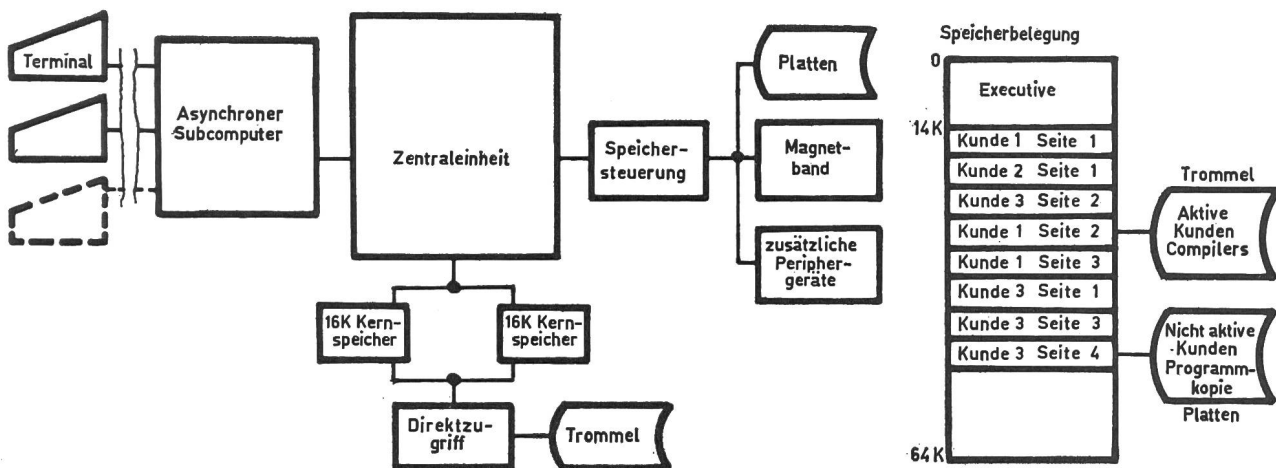 Terminal
Asynchroner
Subcomputer
Zentraleinheit
Speicher-
steuerung
Platten
Magnet-
band
zusätzliche
Peripher-
geräte
16K Kern-
speicher
16K Kern-
speicher
Direktzu-
griff
Trommel
Speicherbelegung
0
Executive
14K
Kunde 1 Seite 1
Kunde 2 Seite 1
Kunde 3 Seite 2
Kunde 1 Seite 2
Kunde 1 Seite 3
Kunde 3 Seite 1
Kunde 3 Seite 3
Kunde 3 Seite 4
64K
Trommel
Aktive
Kunden
Compilers
Nicht aktive
Kunden
Programm-
kopie
Platten